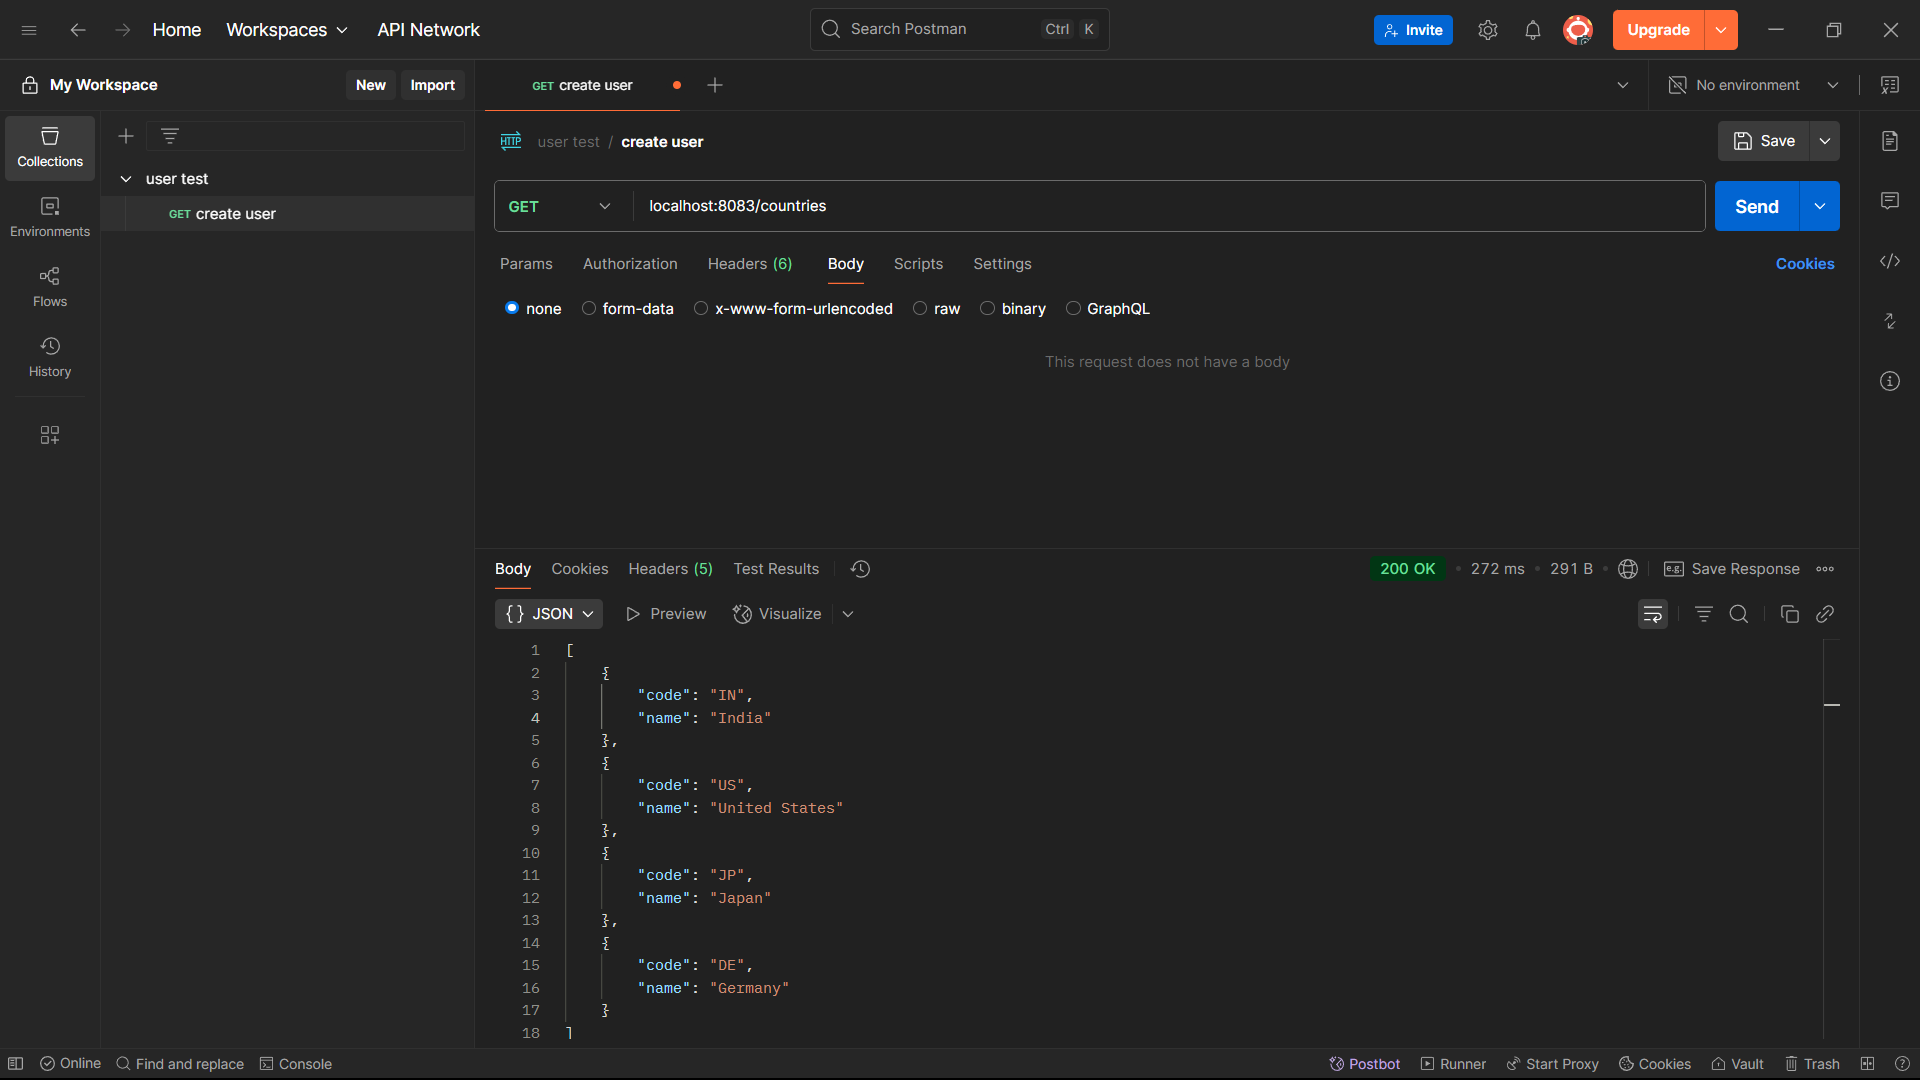 Home Workspaces API Network Search Postman Ctrl K Invite Upgrade
My Workspace New Import GET create user No environment
Collections
Environments
Flows
History
user test
GET create user
HTTP user test / create user Save
GET localhost:8083/countries Send
Params Authorization Headers (6) Body Scripts Settings Cookies
none form-data x-www-form-urlencoded raw binary GraphQL
This request does not have a body
Body Cookies Headers (5) Test Results 200 OK • 272 ms • 291 B • e.g. Save Response
{} JSON Preview Visualize
1 [
2 {
3 "code": "IN",
4 "name": "India"
5 },
6 {
7 "code": "US",
8 "name": "United States"
9 },
10 {
11 "code": "JP",
12 "name": "Japan"
13 },
14 {
15 "code": "DE",
16 "name": "Germany"
17 }
18 ]
Online Find and replace Console Postbot Runner Start Proxy Cookies Vault Trash